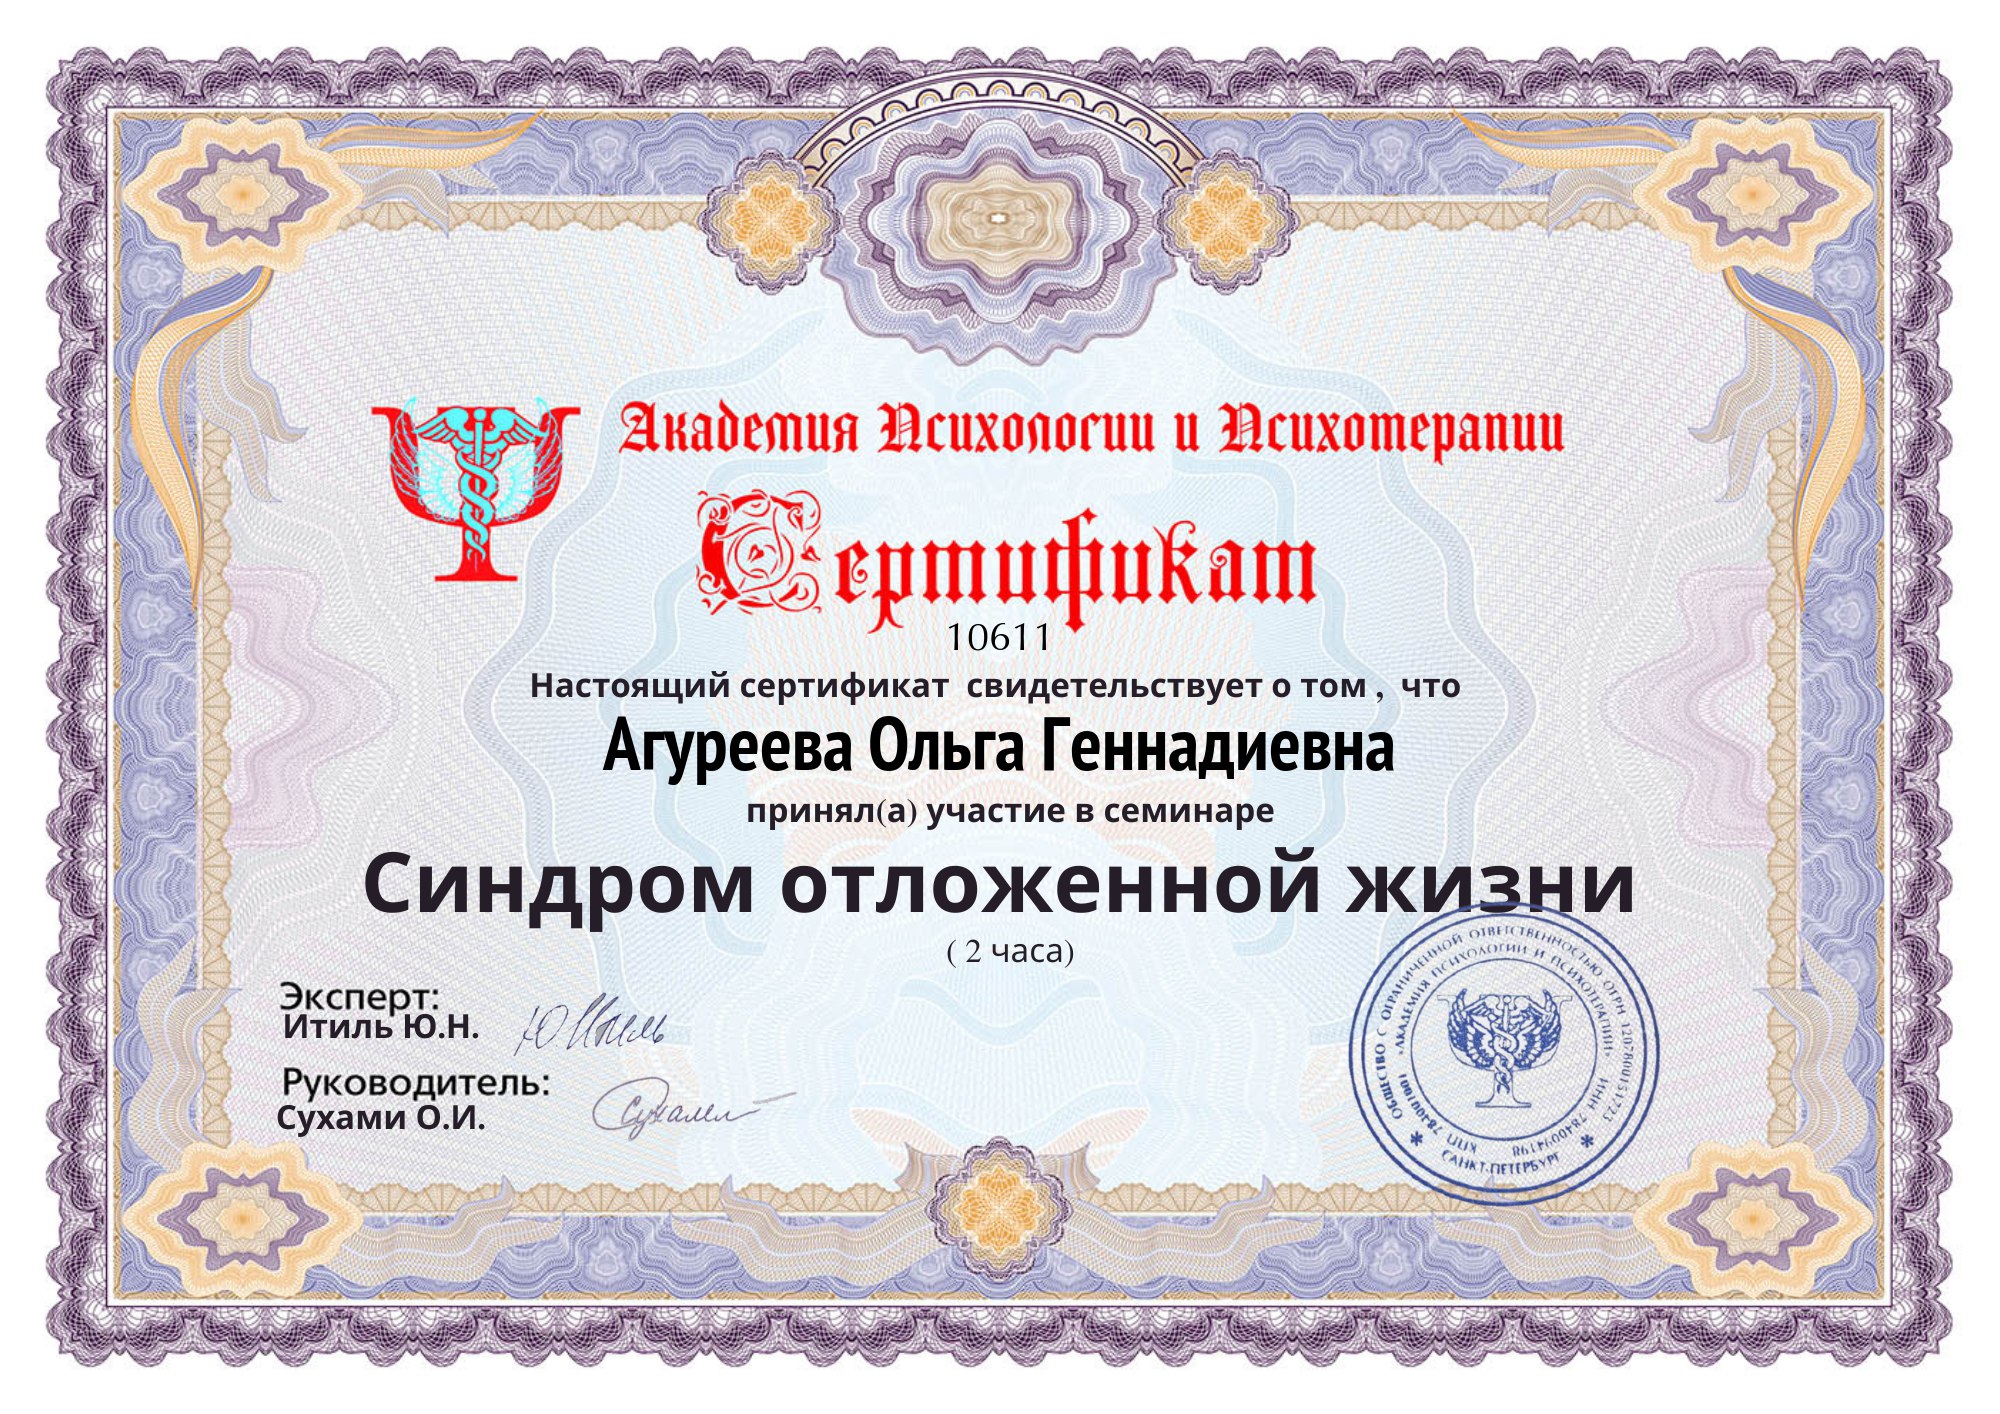 Академия Психологии и Психотерапии
Сертификат
10611
Настоящий сертификат свидетельствует о том , что
Агуреева Ольга Геннадиевна
принял(а) участие в семинаре
Синдром отложенной жизни
( 2 часа)
Эксперт:
Итиль Ю.Н.
Ю.Итиль
Руководитель:
Сухами О.И.
Сухами
ОБЩЕСТВО С ОГРАНИЧЕННОЙ ОТВЕТСТВЕННОСТЬЮ ОГРН 1207800151723
«АКАДЕМИЯ ПСИХОЛОГИИ И ПСИХОТЕРАПИИ»
ИНН 7840094198 КПП 784001001
* САНКТ-ПЕТЕРБУРГ *